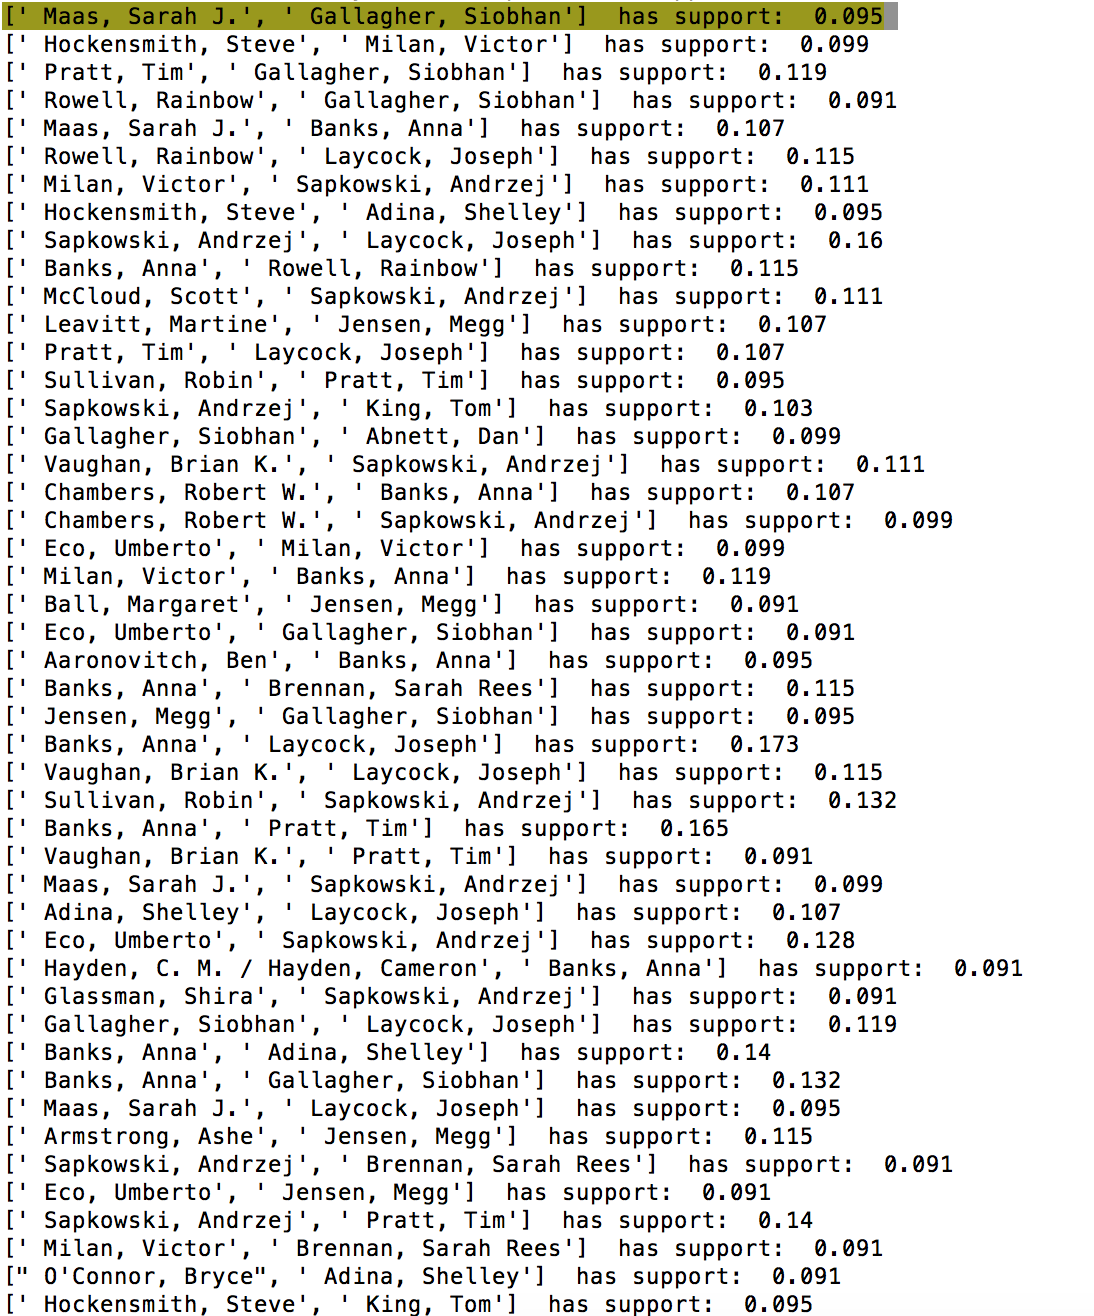 [' Maas, Sarah J.', ' Gallagher, Siobhan']  has support:  0.095
[' Hockensmith, Steve', ' Milan, Victor']  has support:  0.099
[' Pratt, Tim', ' Gallagher, Siobhan']  has support:  0.119
[' Rowell, Rainbow', ' Gallagher, Siobhan']  has support:  0.091
[' Maas, Sarah J.', ' Banks, Anna']  has support:  0.107
[' Rowell, Rainbow', ' Laycock, Joseph']  has support:  0.115
[' Milan, Victor', ' Sapkowski, Andrzej']  has support:  0.111
[' Hockensmith, Steve', ' Adina, Shelley']  has support:  0.095
[' Sapkowski, Andrzej', ' Laycock, Joseph']  has support:  0.16
[' Banks, Anna', ' Rowell, Rainbow']  has support:  0.115
[' McCloud, Scott', ' Sapkowski, Andrzej']  has support:  0.111
[' Leavitt, Martine', ' Jensen, Megg']  has support:  0.107
[' Pratt, Tim', ' Laycock, Joseph']  has support:  0.107
[' Sullivan, Robin', ' Pratt, Tim']  has support:  0.095
[' Sapkowski, Andrzej', ' King, Tom']  has support:  0.103
[' Gallagher, Siobhan', ' Abnett, Dan']  has support:  0.099
[' Vaughan, Brian K.', ' Sapkowski, Andrzej']  has support:  0.111
[' Chambers, Robert W.', ' Banks, Anna']  has support:  0.107
[' Chambers, Robert W.', ' Sapkowski, Andrzej']  has support:  0.099
[' Eco, Umberto', ' Milan, Victor']  has support:  0.099
[' Milan, Victor', ' Banks, Anna']  has support:  0.119
[' Ball, Margaret', ' Jensen, Megg']  has support:  0.091
[' Eco, Umberto', ' Gallagher, Siobhan']  has support:  0.091
[' Aaronovitch, Ben', ' Banks, Anna']  has support:  0.095
[' Banks, Anna', ' Brennan, Sarah Rees']  has support:  0.115
[' Jensen, Megg', ' Gallagher, Siobhan']  has support:  0.095
[' Banks, Anna', ' Laycock, Joseph']  has support:  0.173
[' Vaughan, Brian K.', ' Laycock, Joseph']  has support:  0.115
[' Sullivan, Robin', ' Sapkowski, Andrzej']  has support:  0.132
[' Banks, Anna', ' Pratt, Tim']  has support:  0.165
[' Vaughan, Brian K.', ' Pratt, Tim']  has support:  0.091
[' Maas, Sarah J.', ' Sapkowski, Andrzej']  has support:  0.099
[' Adina, Shelley', ' Laycock, Joseph']  has support:  0.107
[' Eco, Umberto', ' Sapkowski, Andrzej']  has support:  0.128
[' Hayden, C. M. / Hayden, Cameron', ' Banks, Anna']  has support:  0.091
[' Glassman, Shira', ' Sapkowski, Andrzej']  has support:  0.091
[' Gallagher, Siobhan', ' Laycock, Joseph']  has support:  0.119
[' Banks, Anna', ' Adina, Shelley']  has support:  0.14
[' Banks, Anna', ' Gallagher, Siobhan']  has support:  0.132
[' Maas, Sarah J.', ' Laycock, Joseph']  has support:  0.095
[' Armstrong, Ashe', ' Jensen, Megg']  has support:  0.115
[' Sapkowski, Andrzej', ' Brennan, Sarah Rees']  has support:  0.091
[' Eco, Umberto', ' Jensen, Megg']  has support:  0.091
[' Sapkowski, Andrzej', ' Pratt, Tim']  has support:  0.14
[' Milan, Victor', ' Brennan, Sarah Rees']  has support:  0.091
[" O'Connor, Bryce", ' Adina, Shelley']  has support:  0.091
[' Hockensmith, Steve', ' King, Tom']  has support:  0.095